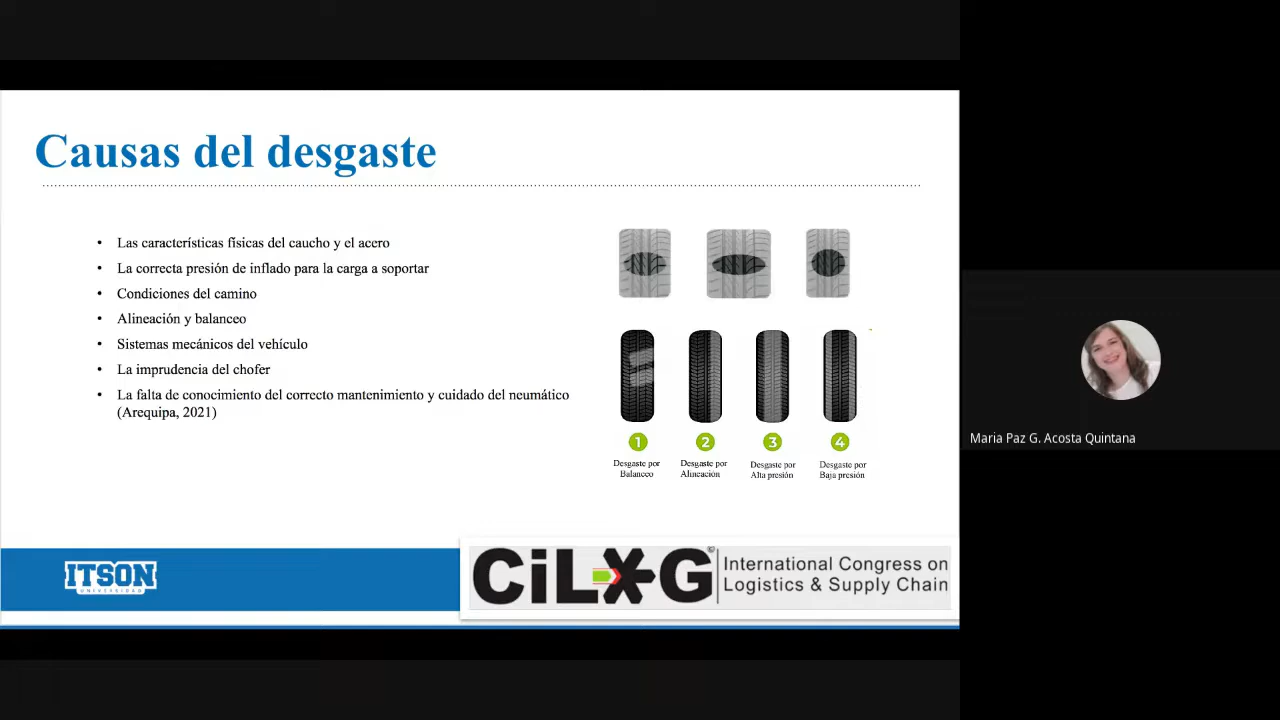 Causas del desgaste
• Las características físicas del caucho y el acero
• La correcta presión de inflado para la carga a soportar
• Condiciones del camino
• Alineación y balanceo
• Sistemas mecánicos del vehículo
• La imprudencia del chofer
• La falta de conocimiento del correcto mantenimiento y cuidado del neumático
(Arequipa, 2021)
1
Desgaste por
Balanceo
2
Desgaste por
Alineación
3
Desgaste por
Alta presión
4
Desgaste por
Baja presión
ITSON
UNIVERSIDAD
CiLOG©
International Congress on
Logistics & Supply Chain
Maria Paz G. Acosta Quintana